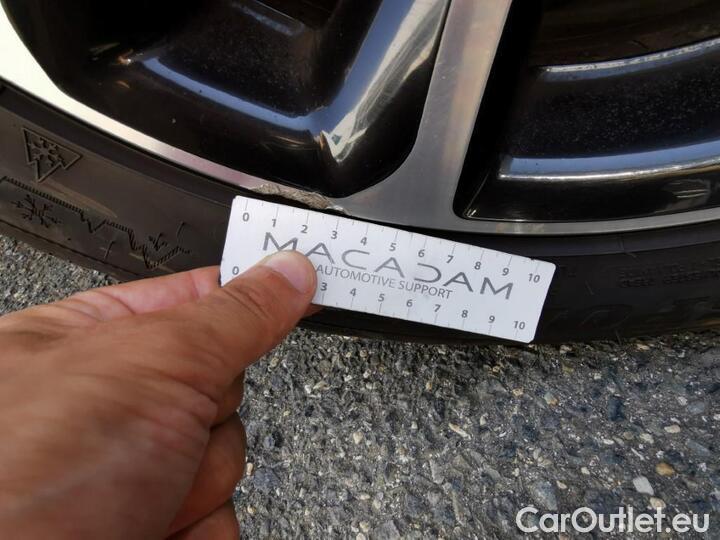 0 1 2 3 4 5 6 7 8 9 10
MACADAM
AUTOMOTIVE SUPPORT
0 3 4 5 6 7 8 9 10
CarOutlet.eu